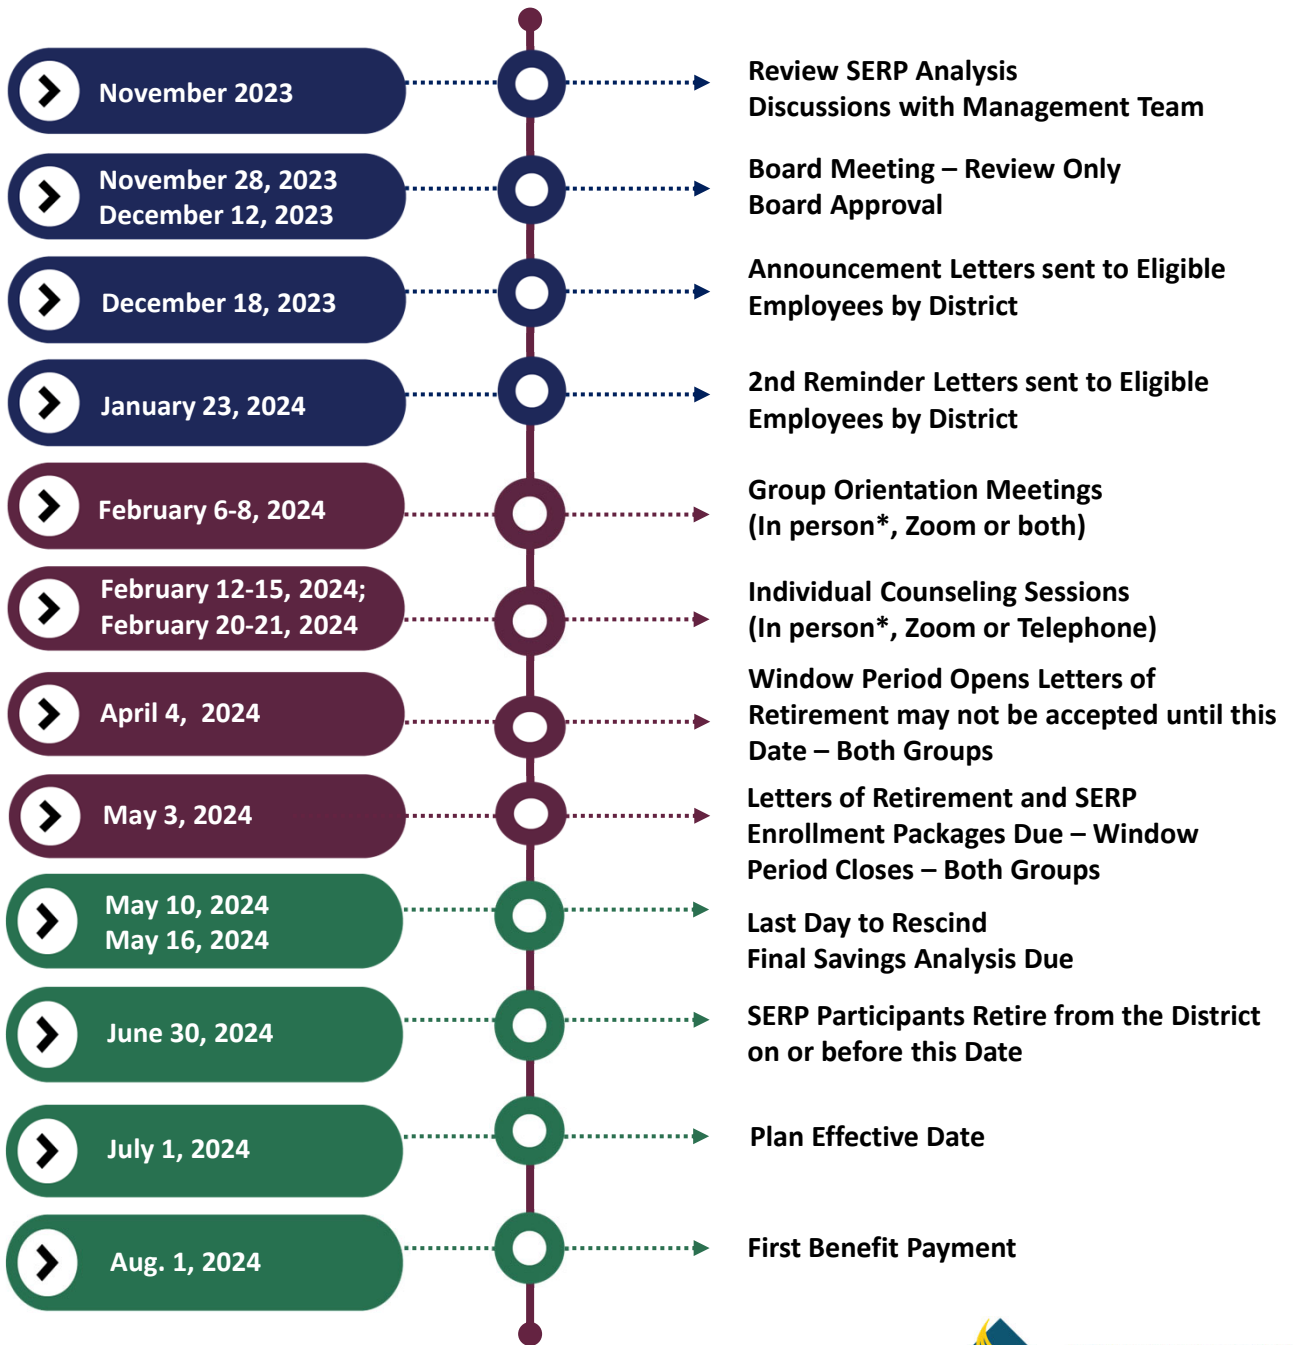 November 2023
Review SERP Analysis
Discussions with Management Team
November 28, 2023
December 12, 2023
Board Meeting – Review Only
Board Approval
December 18, 2023
Announcement Letters sent to Eligible
Employees by District
January 23, 2024
2nd Reminder Letters sent to Eligible
Employees by District
February 6-8, 2024
Group Orientation Meetings
(In person*, Zoom or both)
February 12-15, 2024;
February 20-21, 2024
Individual Counseling Sessions
(In person*, Zoom or Telephone)
April 4,  2024
Window Period Opens Letters of
Retirement may not be accepted until this
Date – Both Groups
May 3, 2024
Letters of Retirement and SERP
Enrollment Packages Due – Window
Period Closes – Both Groups
May 10, 2024
May 16, 2024
Last Day to Rescind
Final Savings Analysis Due
June 30, 2024
SERP Participants Retire from the District
on or before this Date
July 1, 2024
Plan Effective Date
Aug. 1, 2024
First Benefit Payment